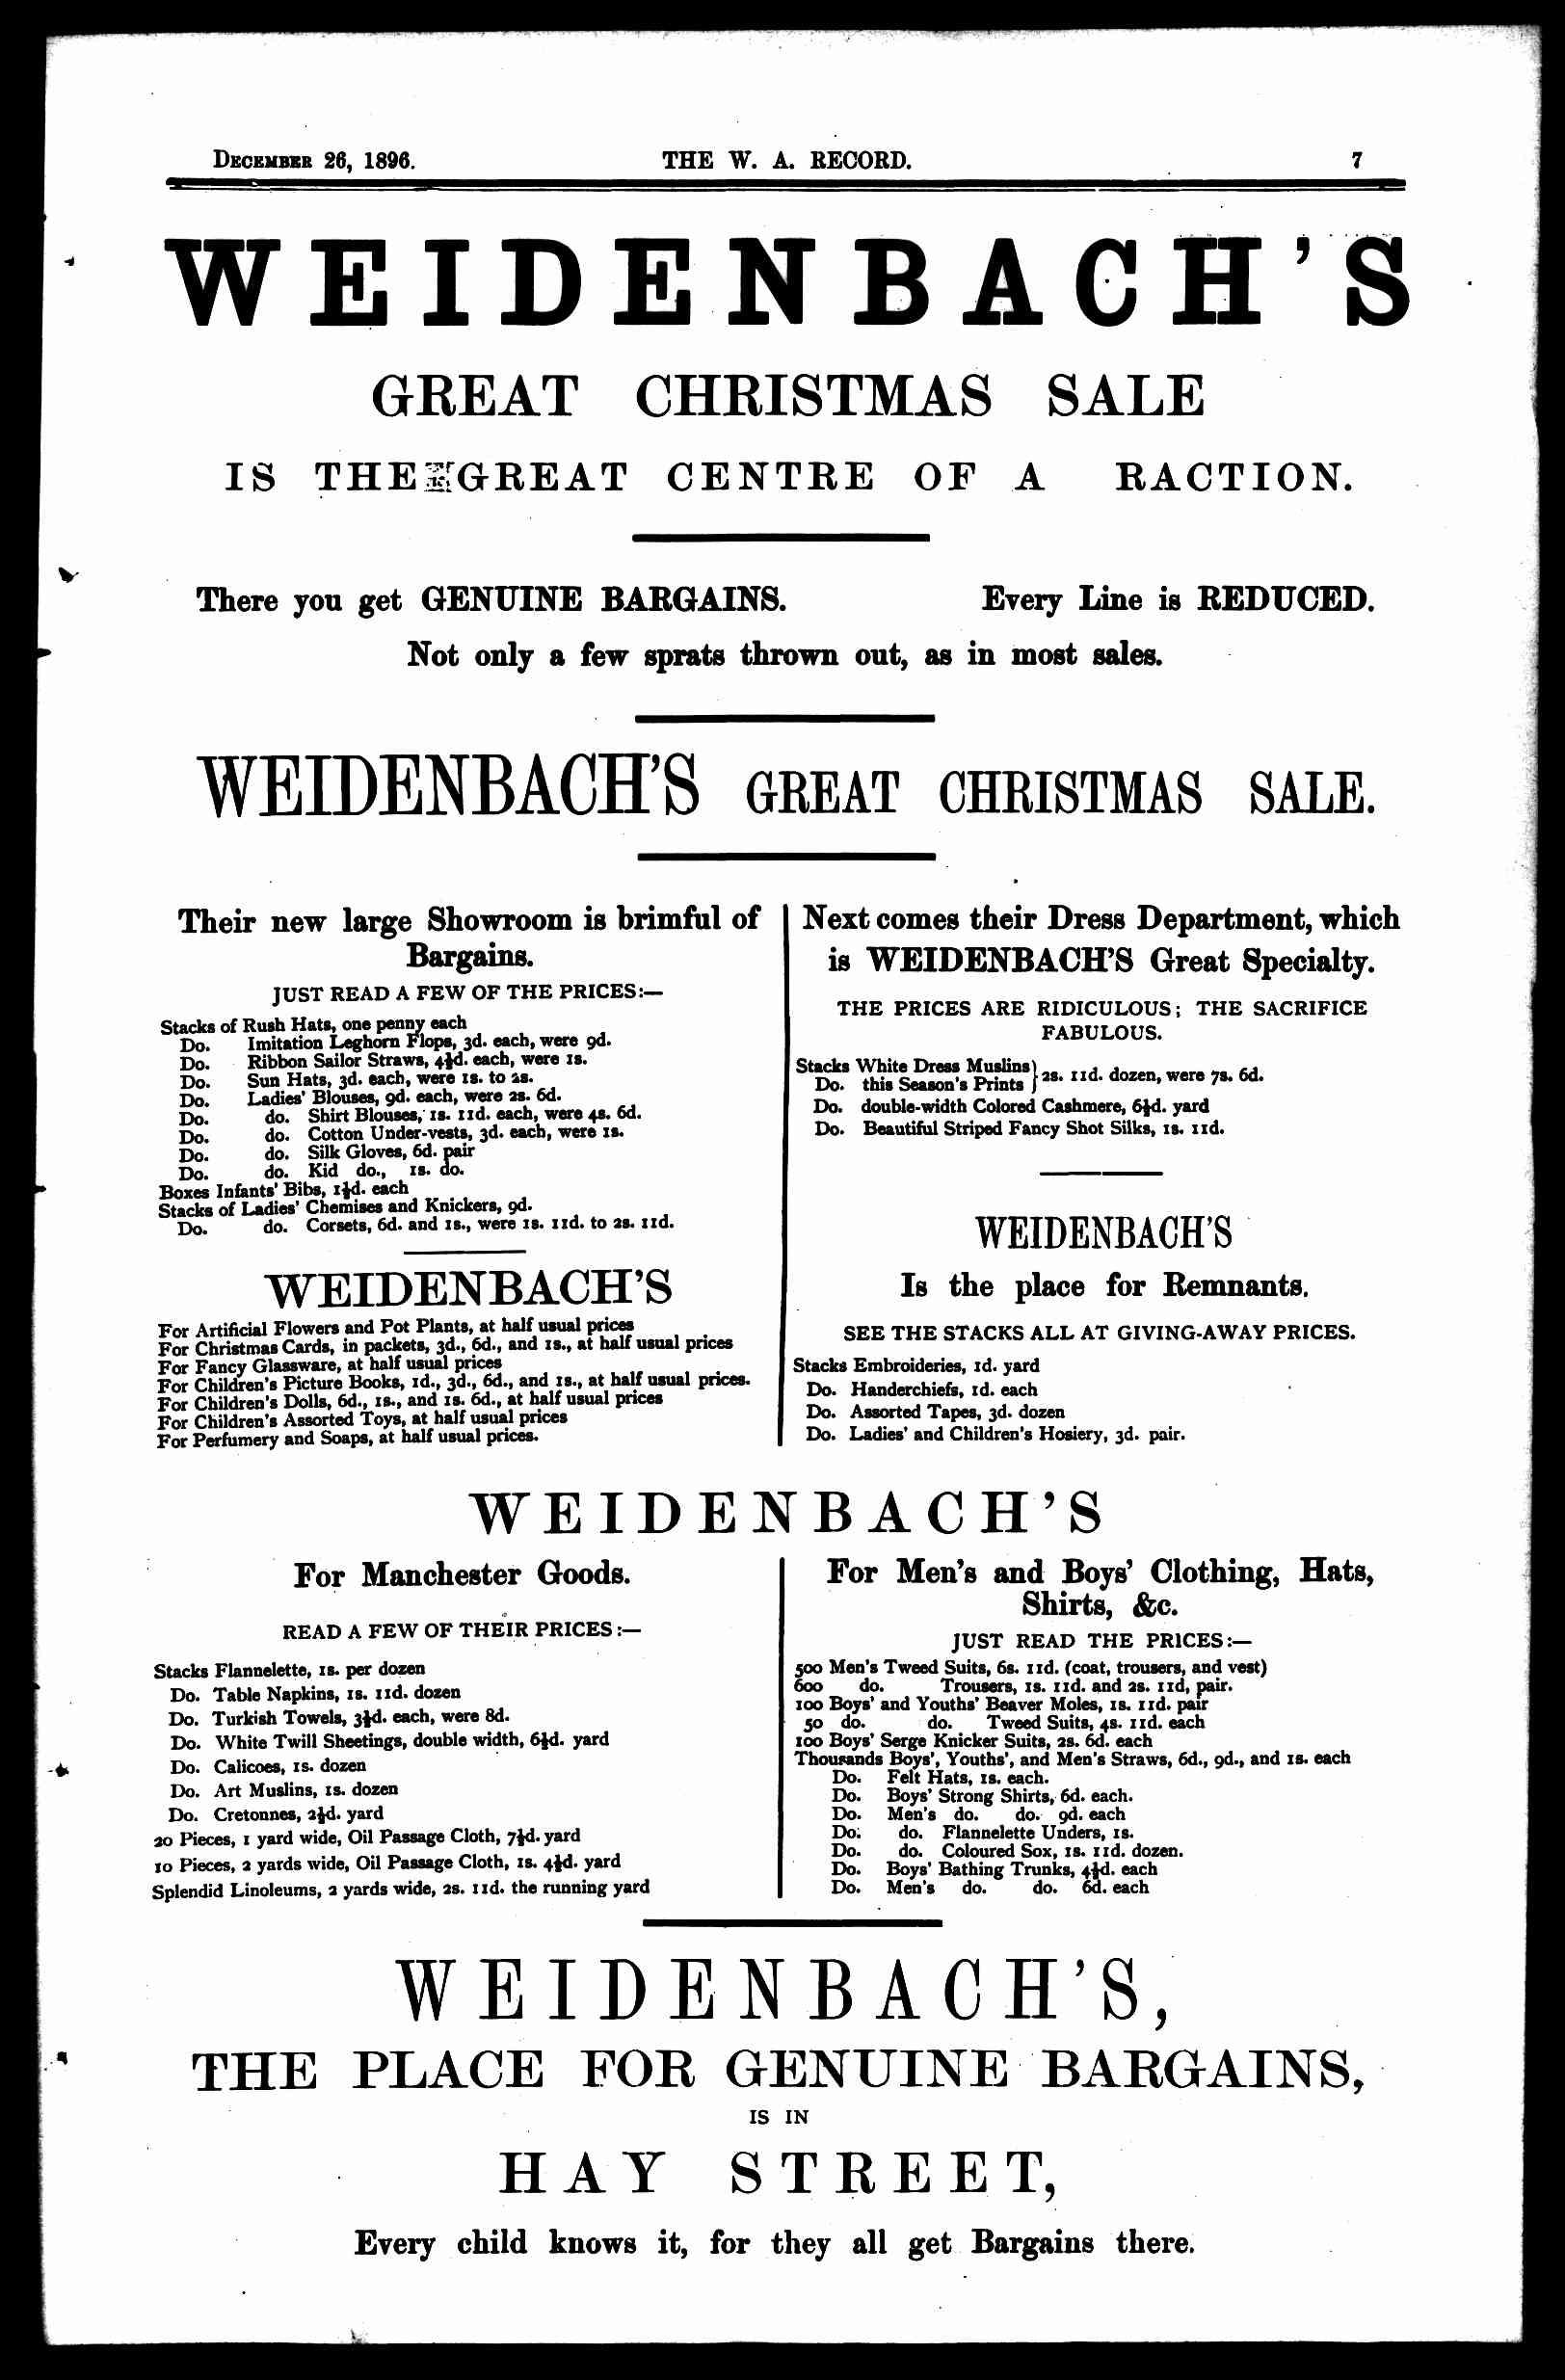 DECEMBER 26, 1896.
THE W. A. RECORD.
7
WEIDENBACH'S
GREAT CHRISTMAS SALE
IS THE GREAT CENTRE OF A RACTION.
There you get GENUINE BARGAINS. Every Line is REDUCED.
Not only a few sprats thrown out, as in most sales.
WEIDENBACH'S GREAT CHRISTMAS SALE.
Their new large Showroom is brimful of
Bargains.
JUST READ A FEW OF THE PRICES:—
Stacks of Rush Hats, one penny each
Do. Imitation Leghorn Flops, 3d. each, were 9d.
Do. Ribbon Sailor Straws, 4½d. each, were 1s.
Do. Sun Hats, 3d. each, were 1s. to 2s.
Do. Ladies' Blouses, 9d. each, were 2s. 6d.
Do. do. Shirt Blouses, 1s. 11d. each, were 4s. 6d.
Do. do. Cotton Under-vests, 3d. each, were 1s.
Do. do. Silk Gloves, 6d. pair
Do. do. Kid do., 1s. do.
Boxes Infants' Bibs, 1½d. each
Stacks of Ladies' Chemises and Knickers, 9d.
Do. do. Corsets, 6d. and 1s., were 1s. 11d. to 2s. 11d.
WEIDENBACH'S
For Artificial Flowers and Pot Plants, at half usual prices
For Christmas Cards, in packets, 3d., 6d., and 1s., at half usual prices
For Fancy Glassware, at half usual prices
For Children's Picture Books, 1d., 3d., 6d., and 1s., at half usual prices.
For Children's Dolls, 6d., 1s., and 1s. 6d., at half usual prices
For Children's Assorted Toys, at half usual prices
For Perfumery and Soaps, at half usual prices.
Next comes their Dress Department, which
is WEIDENBACH'S Great Specialty.
THE PRICES ARE RIDICULOUS; THE SACRIFICE
FABULOUS.
Stacks White Dress Muslins
Do. this Season's Prints } 2s. 11d. dozen, were 7s. 6d.
Do. double-width Colored Cashmere, 6½d. yard
Do. Beautiful Striped Fancy Shot Silks, 1s. 11d.
WEIDENBACH'S
Is the place for Remnants.
SEE THE STACKS ALL AT GIVING-AWAY PRICES.
Stacks Embroideries, 1d. yard
Do. Handerchiefs, 1d. each
Do. Assorted Tapes, 3d. dozen
Do. Ladies' and Children's Hosiery, 3d. pair.
WEIDENBACH'S
For Manchester Goods.
READ A FEW OF THEIR PRICES:—
Stacks Flannelette, 1s. per dozen
Do. Table Napkins, 1s. 11d. dozen
Do. Turkish Towels, 3½d. each, were 8d.
Do. White Twill Sheetings, double width, 6½d. yard
Do. Calicoes, 1s. dozen
Do. Art Muslins, 1s. dozen
Do. Cretonnes, 2½d. yard
20 Pieces, 1 yard wide, Oil Passage Cloth, 7½d. yard
10 Pieces, 2 yards wide, Oil Passage Cloth, 1s. 4½d. yard
Splendid Linoleums, 2 yards wide, 2s. 11d. the running yard
For Men's and Boys' Clothing, Hats,
Shirts, &c.
JUST READ THE PRICES:—
500 Men's Tweed Suits, 6s. 11d. (coat, trousers, and vest)
600 do. Trousers, 1s. 11d. and 2s. 11d, pair.
100 Boys' and Youths' Beaver Moles, 1s. 11d. pair
50 do. do. Tweed Suits, 4s. 11d. each
100 Boys' Serge Knicker Suits, 2s. 6d. each
Thousands Boys', Youths', and Men's Straws, 6d., 9d., and 1s. each
Do. Felt Hats, 1s. each.
Do. Boys' Strong Shirts, 6d. each.
Do. Men's do. do. 9d. each
Do. do. Flannelette Unders, 1s.
Do. do. Coloured Sox, 1s. 11d. dozen.
Do. Boys' Bathing Trunks, 4½d. each
Do. Men's do. do. 6d. each
WEIDENBACH'S,
THE PLACE FOR GENUINE BARGAINS,
IS IN
HAY STREET,
Every child knows it, for they all get Bargains there.